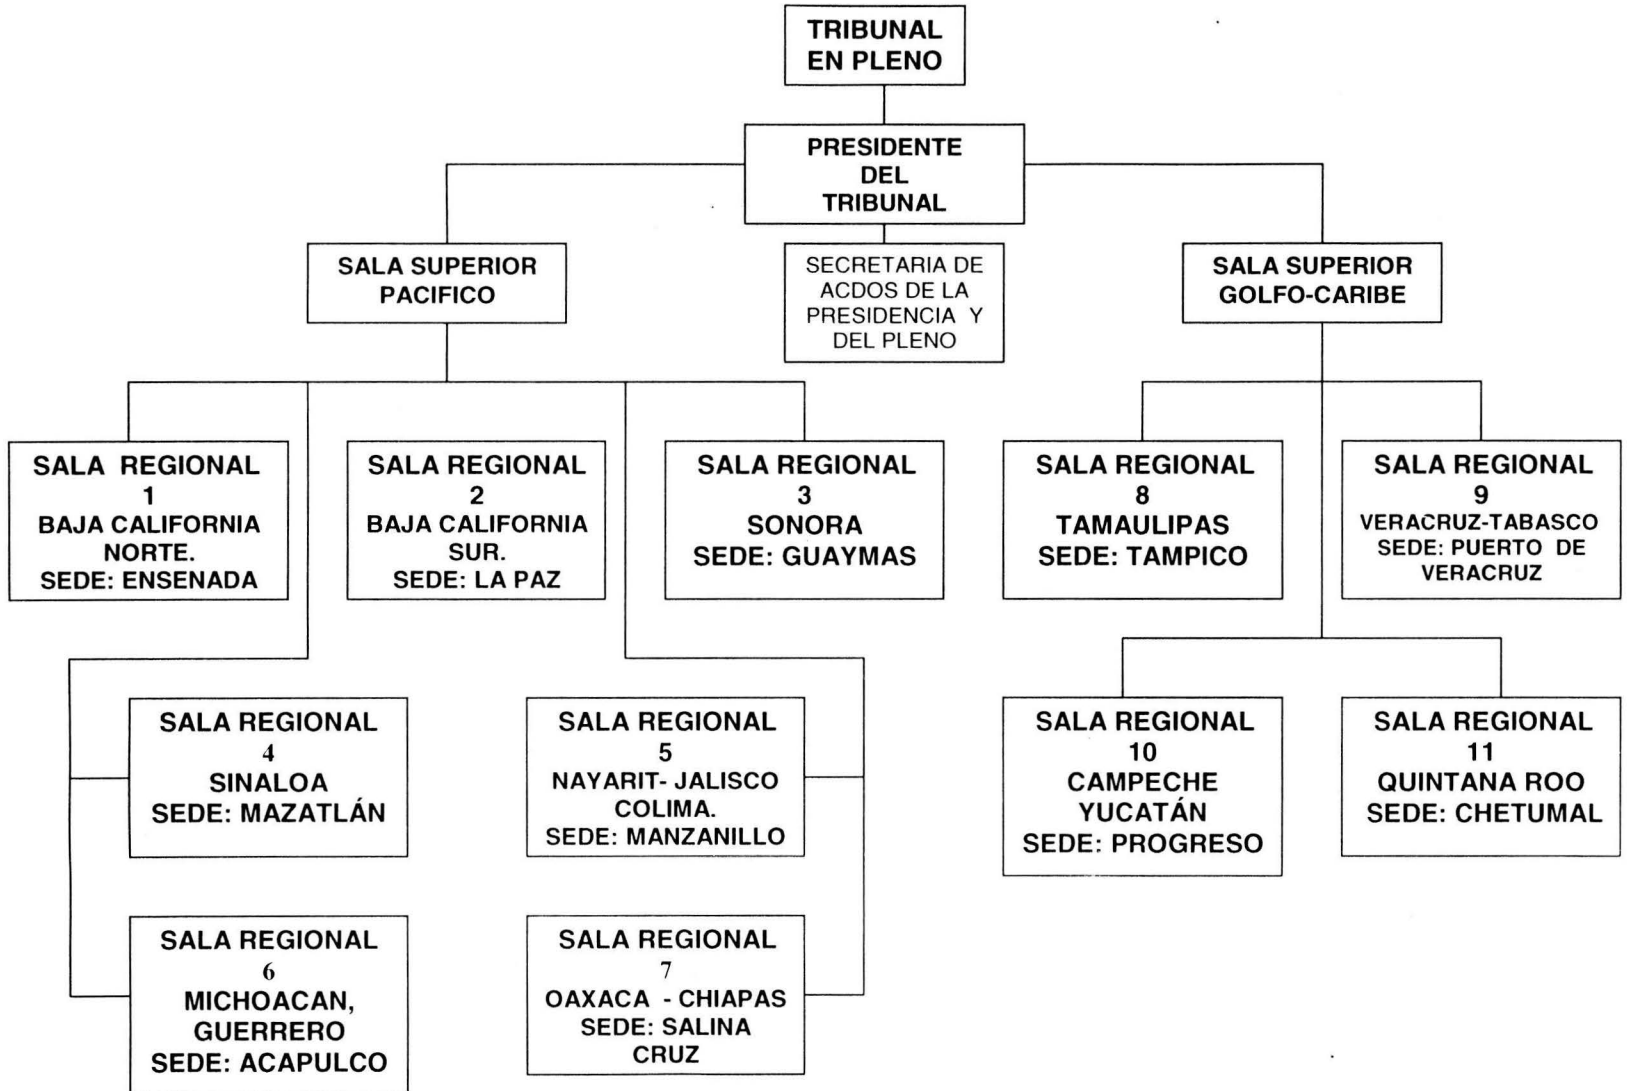 TRIBUNAL
EN PLENO
PRESIDENTE
DEL
TRIBUNAL
SALA SUPERIOR
PACIFICO
SECRETARIA DE
ACDOS DE LA
PRESIDENCIA Y
DEL PLENO
SALA SUPERIOR
GOLFO-CARIBE
SALA REGIONAL
1
BAJA CALIFORNIA
NORTE.
SEDE: ENSENADA
SALA REGIONAL
2
BAJA CALIFORNIA
SUR.
SEDE: LA PAZ
SALA REGIONAL
3
SONORA
SEDE: GUAYMAS
SALA REGIONAL
8
TAMAULIPAS
SEDE: TAMPICO
SALA REGIONAL
9
VERACRUZ-TABASCO
SEDE: PUERTO DE
VERACRUZ
SALA REGIONAL
4
SINALOA
SEDE: MAZATLÁN
SALA REGIONAL
5
NAYARIT- JALISCO
COLIMA.
SEDE: MANZANILLO
SALA REGIONAL
10
CAMPECHE
YUCATÁN
SEDE: PROGRESO
SALA REGIONAL
11
QUINTANA ROO
SEDE: CHETUMAL
SALA REGIONAL
6
MICHOACAN,
GUERRERO
SEDE: ACAPULCO
SALA REGIONAL
7
OAXACA - CHIAPAS
SEDE: SALINA
CRUZ